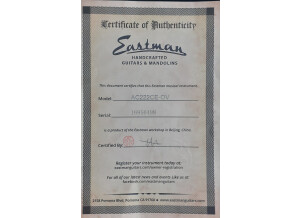 Certificate of Authenticity
Eastman
HANDCRAFTED
GUITARS & MANDOLINS
This document certifies that this Eastman musical instrument:
Model:
Serial:
is a product of the Eastman workshop in Beijing, China.
Certified By:
Register your instrument today at:
eastmanguitars.com/owner-registration
For all of our latest news and events Like us at
facebook.com/eastmanguitars